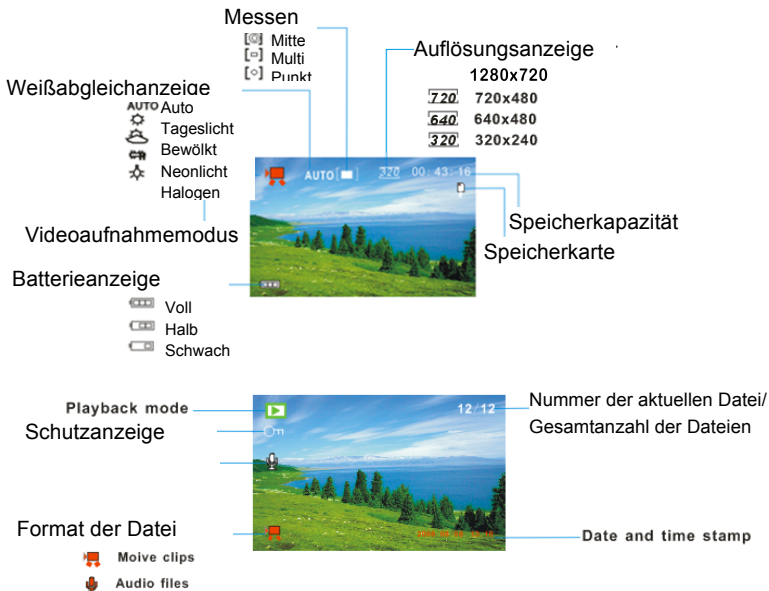 Messen
Mitte
Multi
Punkt
Auflösungsanzeige
1280x720
720 720x480
640 640x480
320 320x240
Weißabgleichanzeige
AUTO Auto
Tageslicht
Bewölkt
Neonlicht
Halogen
AUTO 320 00:43:16
Videoaufnahmemodus
Speicherkapazität
Speicherkarte
Batterieanzeige
Voll
Halb
Schwach
Playback mode
12/12
Nummer der aktuellen Datei/
Gesamtanzahl der Dateien
Schutzanzeige
Format der Datei
Moive clips
Audio files
Date and time stamp